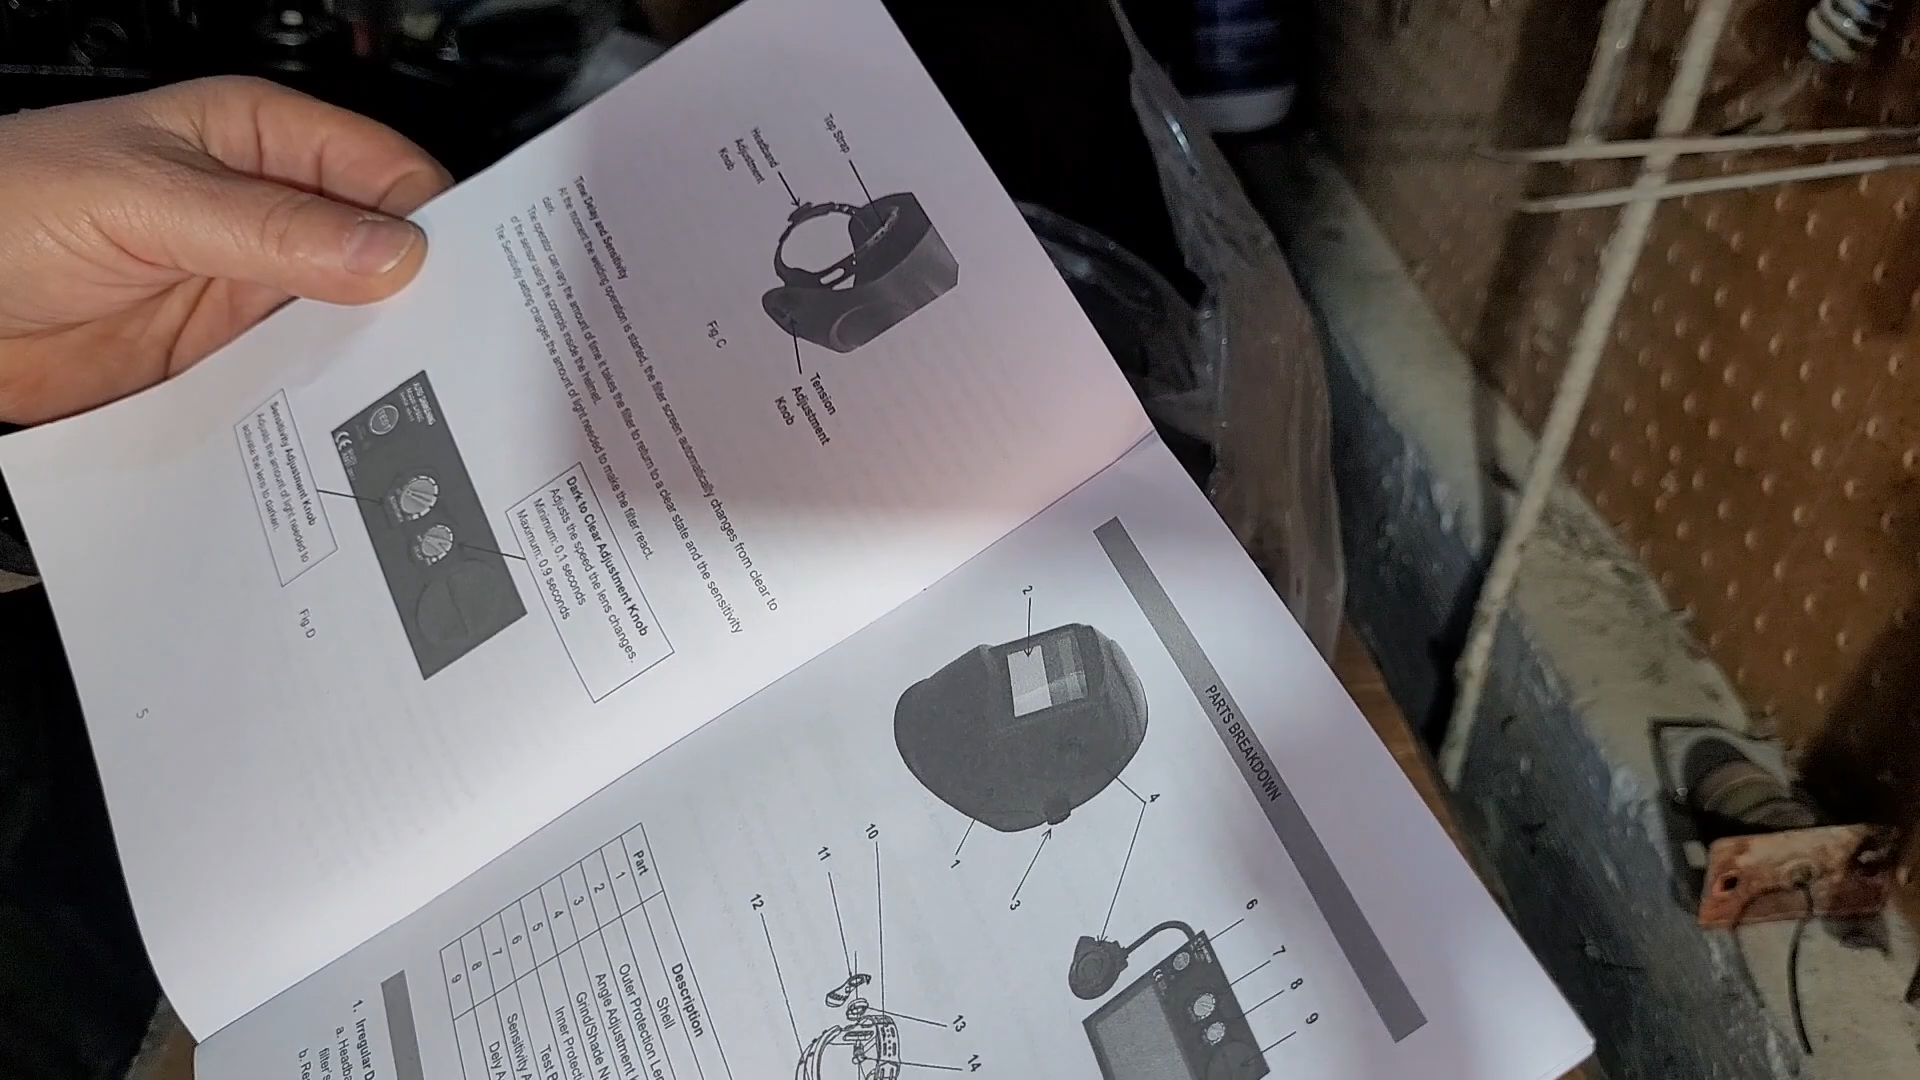 Top Strap
Headband
Adjustment
Knob
Tension
Adjustment
Knob
Fig. C
Time Delay and Sensitivity
At the moment the welding operation is started, the filter screen automatically changes from clear to
dark.
The operator can vary the amount of time it takes the filter to return to a clear state and the sensitivity
of the sensor using the controls inside the helmet.
The Sensitivity setting changes the amount of light needed to make the filter react.
Dark to Clear Adjustment Knob
Adjusts the speed the lens changes.
Minimum: 0.1 seconds
Maximum: 0.9 seconds
TEST
CE
Sensitivity Adjustment Knob
Adjusts the amount of light needed to
activate the lens to darken.
Fig. D
5
PARTS BREAKDOWN
2
4
1
3
6
7
8
9
10
11
12
13
14
Part Description
1 Shell
2 Outer Protection Len
3 Angle Adjustment
4 Grind/Shade
5 Inner Protecti
6 Test B
7 Sensitivity A
8 Dely A
9
1. Irregular D
a. Headba
filter's
b. Re